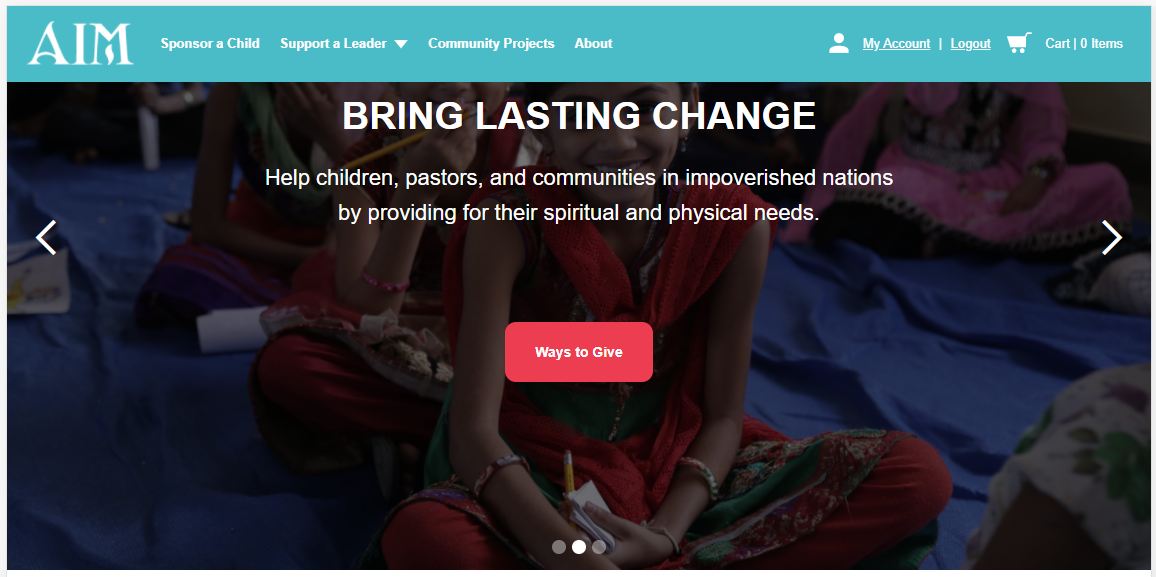 AIM
Sponsor a Child
Support a Leader
Community Projects
About
My Account | Logout
Cart | 0 Items
BRING LASTING CHANGE
Help children, pastors, and communities in impoverished nations
by providing for their spiritual and physical needs.
Ways to Give